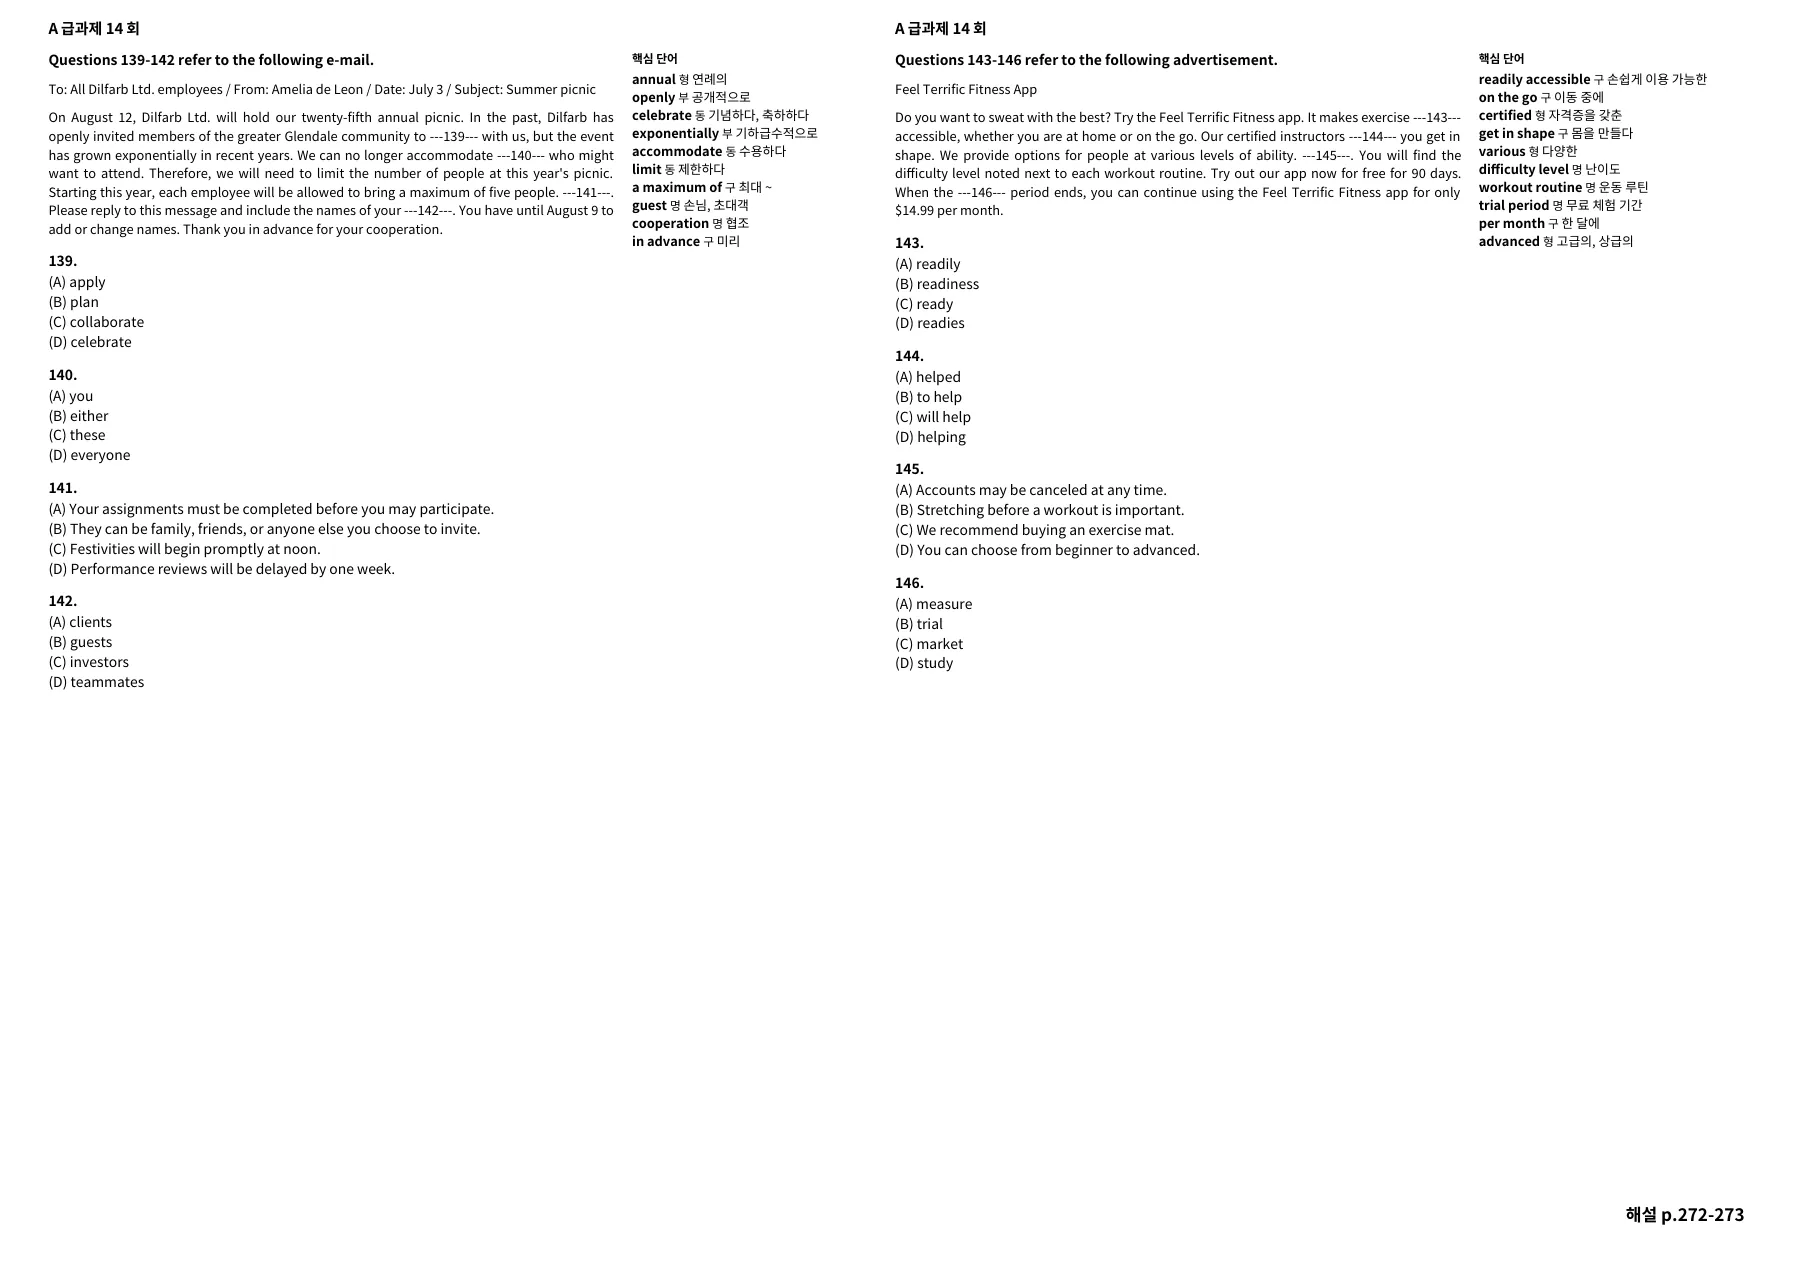 A 급과제 14 회
Questions 139-142 refer to the following e-mail.
To: All Dilfarb Ltd. employees / From: Amelia de Leon / Date: July 3 / Subject: Summer picnic
On August 12, Dilfarb Ltd. will hold our twenty-fifth annual picnic. In the past, Dilfarb has
openly invited members of the greater Glendale community to ---139--- with us, but the event
has grown exponentially in recent years. We can no longer accommodate ---140--- who might
want to attend. Therefore, we will need to limit the number of people at this year's picnic.
Starting this year, each employee will be allowed to bring a maximum of five people. ---141---.
Please reply to this message and include the names of your ---142---. You have until August 9 to
add or change names. Thank you in advance for your cooperation.
139.
(A) apply
(B) plan
(C) collaborate
(D) celebrate
140.
(A) you
(B) either
(C) these
(D) everyone
141.
(A) Your assignments must be completed before you may participate.
(B) They can be family, friends, or anyone else you choose to invite.
(C) Festivities will begin promptly at noon.
(D) Performance reviews will be delayed by one week.
142.
(A) clients
(B) guests
(C) investors
(D) teammates
핵심 단어
annual 형 연례의
openly 부 공개적으로
celebrate 동 기념하다, 축하하다
exponentially 부 기하급수적으로
accommodate 동 수용하다
limit 동 제한하다
a maximum of 구 최대 ~
guest 명 손님, 초대객
cooperation 명 협조
in advance 구 미리
A 급과제 14 회
Questions 143-146 refer to the following advertisement.
Feel Terrific Fitness App
Do you want to sweat with the best? Try the Feel Terrific Fitness app. It makes exercise ---143---
accessible, whether you are at home or on the go. Our certified instructors ---144--- you get in
shape. We provide options for people at various levels of ability. ---145---. You will find the
difficulty level noted next to each workout routine. Try out our app now for free for 90 days.
When the ---146--- period ends, you can continue using the Feel Terrific Fitness app for only
$14.99 per month.
143.
(A) readily
(B) readiness
(C) ready
(D) readies
144.
(A) helped
(B) to help
(C) will help
(D) helping
145.
(A) Accounts may be canceled at any time.
(B) Stretching before a workout is important.
(C) We recommend buying an exercise mat.
(D) You can choose from beginner to advanced.
146.
(A) measure
(B) trial
(C) market
(D) study
핵심 단어
readily accessible 구 손쉽게 이용 가능한
on the go 구 이동 중에
certified 형 자격증을 갖춘
get in shape 구 몸을 만들다
various 형 다양한
difficulty level 명 난이도
workout routine 명 운동 루틴
trial period 명 무료 체험 기간
per month 구 한 달에
advanced 형 고급의, 상급의
해설 p.272-273